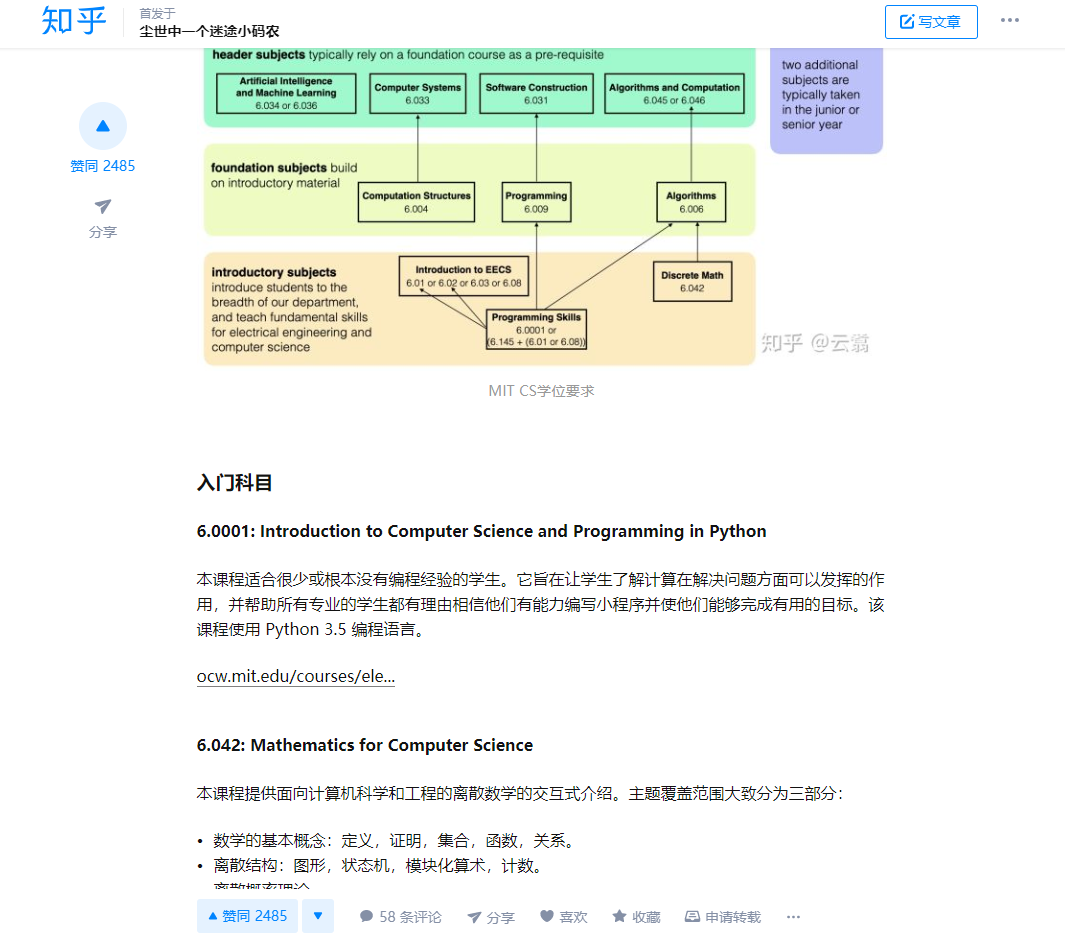 知乎
首发于
尘世中一个迷途小码农
写文章
header subjects typically rely on a foundation course as a pre-requisite
Artificial Intelligence
and Machine Learning
6.034 or 6.036
Computer Systems
6.033
Software Construction
6.031
Algorithms and Computation
6.045 or 6.046
two additional
subjects are
typically taken
in the junior or
senior year
赞同 2485
分享
foundation subjects build
on introductory material
Computation Structures
6.004
Programming
6.009
Algorithms
6.006
introductory subjects
introduce students to the
breadth of our department,
and teach fundamental skills
for electrical engineering and
computer science
Introduction to EECS
6.01 or 6.02 or 6.03 or 6.08
Discrete Math
6.042
Programming Skills
6.0001 or
(6.145 + (6.01 or 6.08))
知乎 @云翁
MIT CS学位要求
入门科目
6.0001: Introduction to Computer Science and Programming in Python
本课程适合很少或根本没有编程经验的学生。它旨在让学生了解计算在解决问题方面可以发挥的作
用，并帮助所有专业的学生都有理由相信他们有能力编写小程序并使他们能够完成有用的目标。该
课程使用 Python 3.5 编程语言。
ocw.mit.edu/courses/ele...
6.042: Mathematics for Computer Science
本课程提供面向计算机科学和工程的离散数学的交互式介绍。主题覆盖范围大致分为三部分：
• 数学的基本概念：定义，证明，集合，函数，关系。
• 离散结构：图形，状态机，模块化算术，计数。
离散概率理论
赞同 2485
58 条评论
分享
喜欢
收藏
申请转载